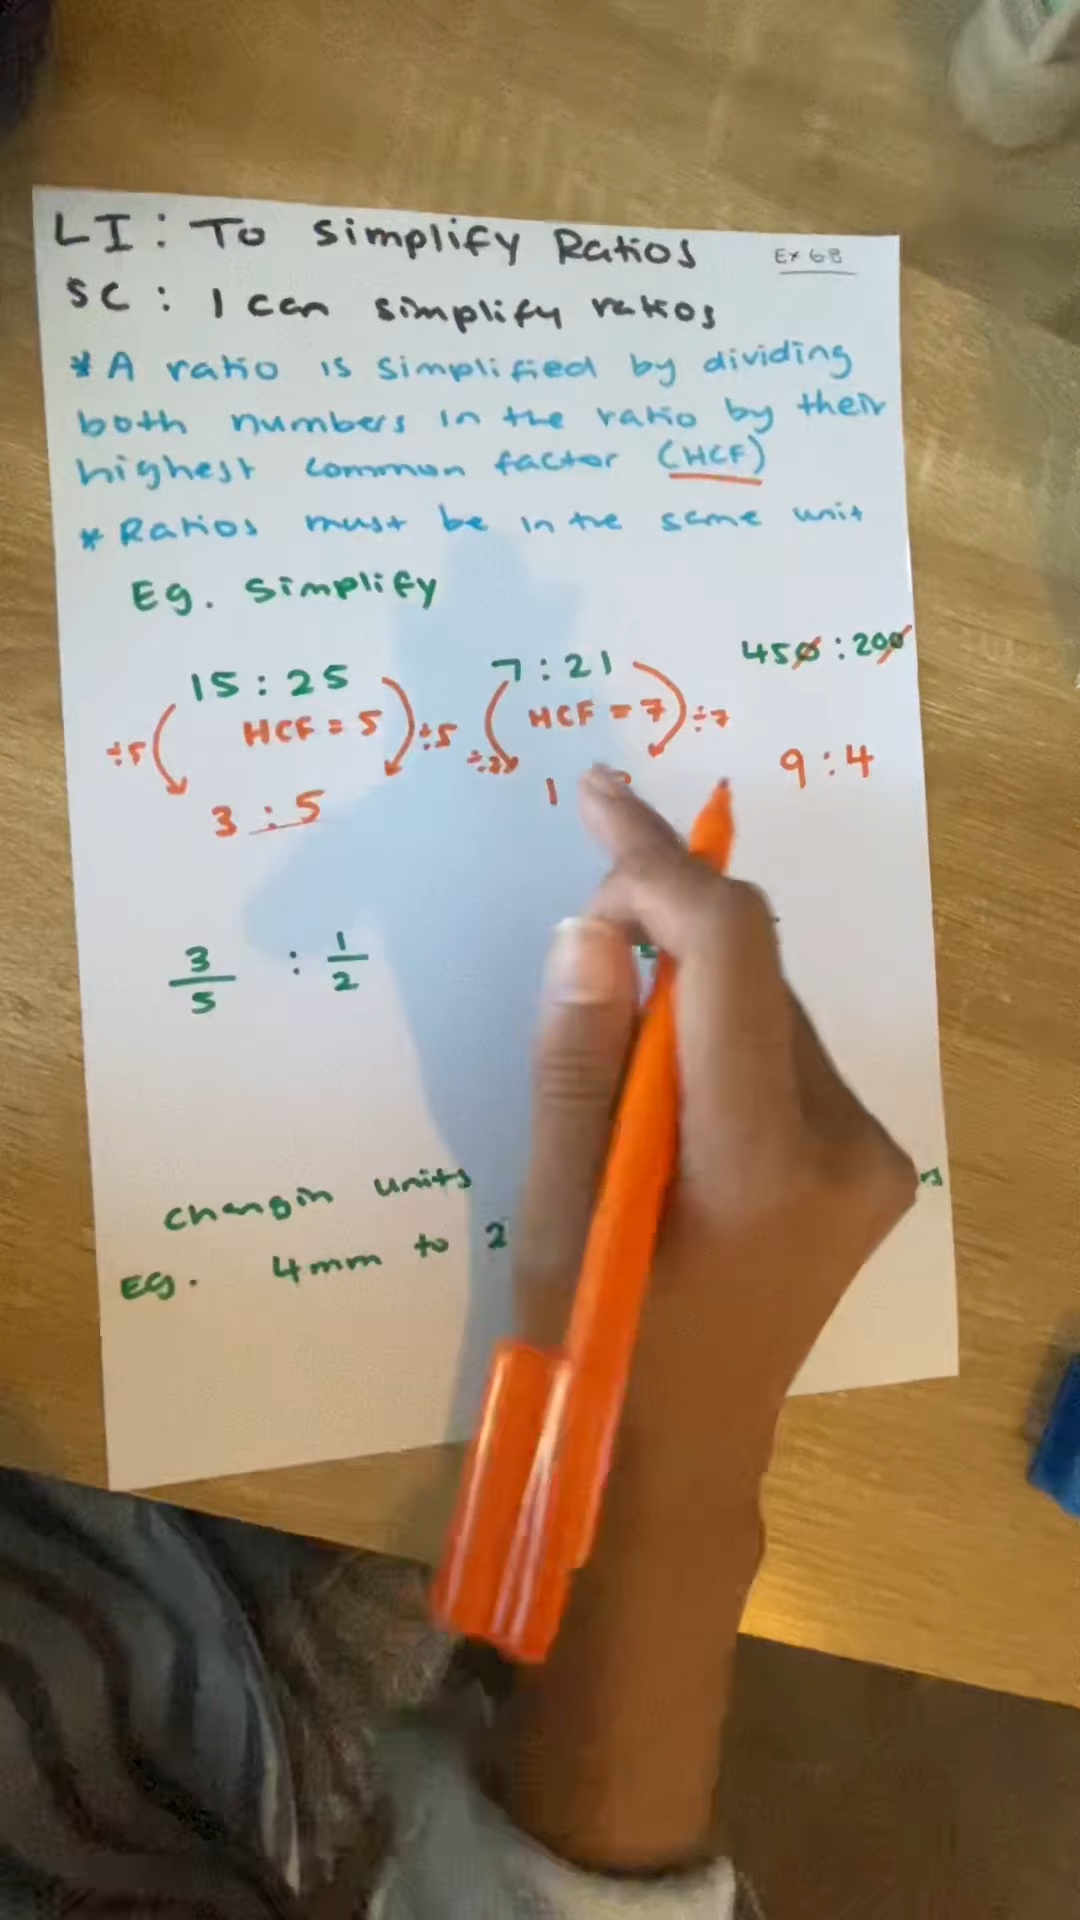 LI: To simplify Ratios Ex 6B
SC: I can simplify ratios
* A ratio is simplified by dividing
both numbers in the ratio by their
highest common factor (HCF)
* Ratios must be in the same unit
Eg. Simplify
15:25 7:21 450:200
÷5 HCF = 5 ÷5 HCF = 7 ÷7
3:5 1 9:4
3/5 : 1/2
Changin units
EG. 4mm to 2